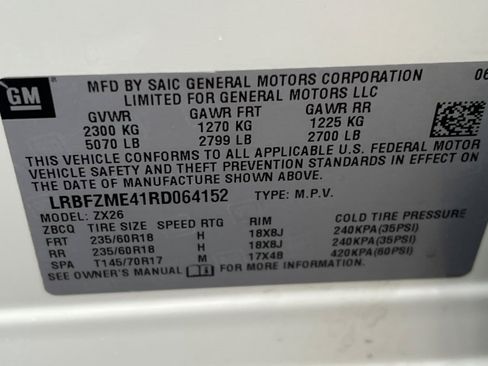 GM
MFD BY SAIC GENERAL MOTORS CORPORATION 06
LIMITED FOR GENERAL MOTORS LLC
GVWR GAWR FRT GAWR RR
2300 KG 1270 KG 1225 KG
5070 LB 2799 LB 2700 LB
THIS VEHICLE CONFORMS TO ALL APPLICABLE U.S. FEDERAL MOTOR
VEHICLE SAFETY AND THEFT PREVENTION STANDARDS IN EFFECT ON
THE DATE OF MANUFACTURE SHOWN ABOVE.
LRBFZME41RD064152 TYPE: M.P.V.
MODEL: ZX26
ZBCQ TIRE SIZE SPEED RTG RIM COLD TIRE PRESSURE
FRT 235/60R18 H 18X8J 240KPA(35PSI)
RR 235/60R18 H 18X8J 240KPA(35PSI)
SPA T145/70R17 M 17X4B 420KPA(60PSI)
SEE OWNER'S MANUAL FOR MORE INFORMATION.